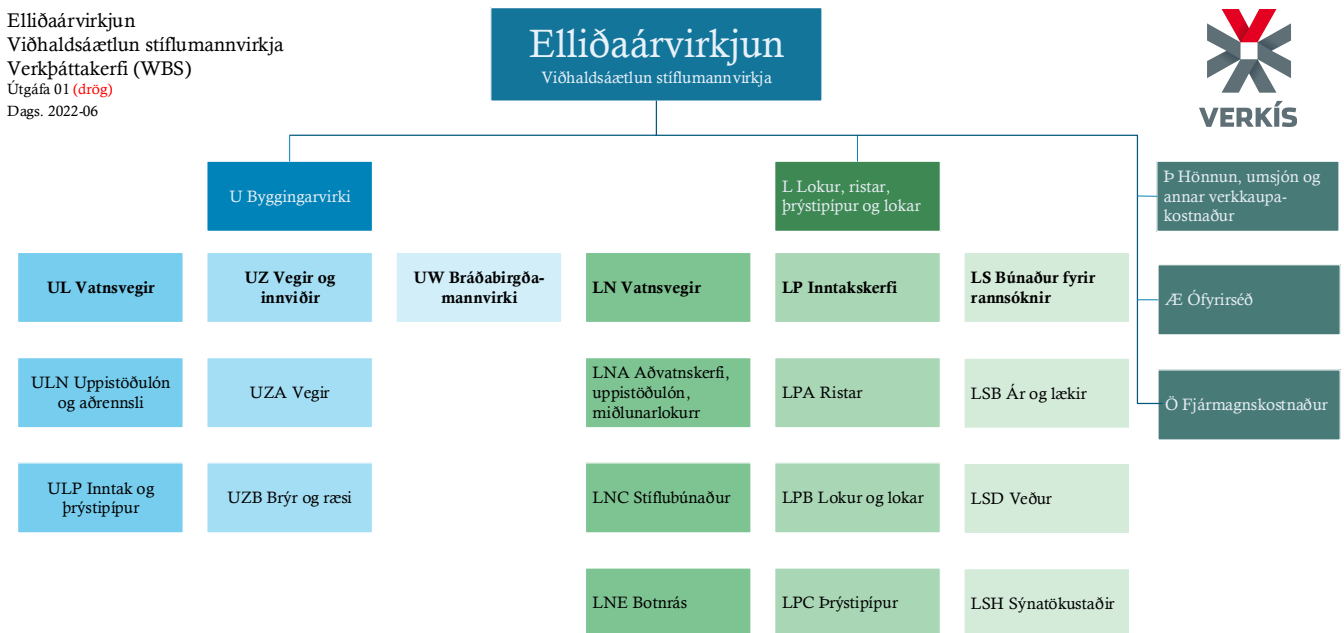 Elliðaárvirkjun
Viðhaldsáætlun stíflumannvirkja
Verkþáttakerfi (WBS)
Útgáfa 01 (drög)
Dags. 2022-06
Elliðaárvirkjun
Viðhaldsáætlun stíflumannvirkja
VERKÍS
U Byggingarvirki
L Lokur, ristar,
þrýstipípur og lokar
Þ Hönnun, umsjón og
annar verkkaupa-
kostnaður
UL Vatnsvegir
UZ Vegir og
innviðir
UW Bráðabirgða-
mannvirki
LN Vatnsvegir
LP Inntakskerfi
LS Búnaður fyrir
rannsóknir
Æ Ófyrirséð
ULN Uppistöðulón
og aðrennsli
UZA Vegir
LNA Aðvatnskerfi,
uppistöðulón,
miðlunarlokurr
LPA Ristar
LSB Ár og lækir
Ö Fjármagnskostnaður
ULP Inntak og
þrýstipípur
UZB Brýr og ræsi
LNC Stíflubúnaður
LPB Lokur og lokar
LSD Veður
LNE Botnrás
LPC Þrýstipípur
LSH Sýnatökustaðir